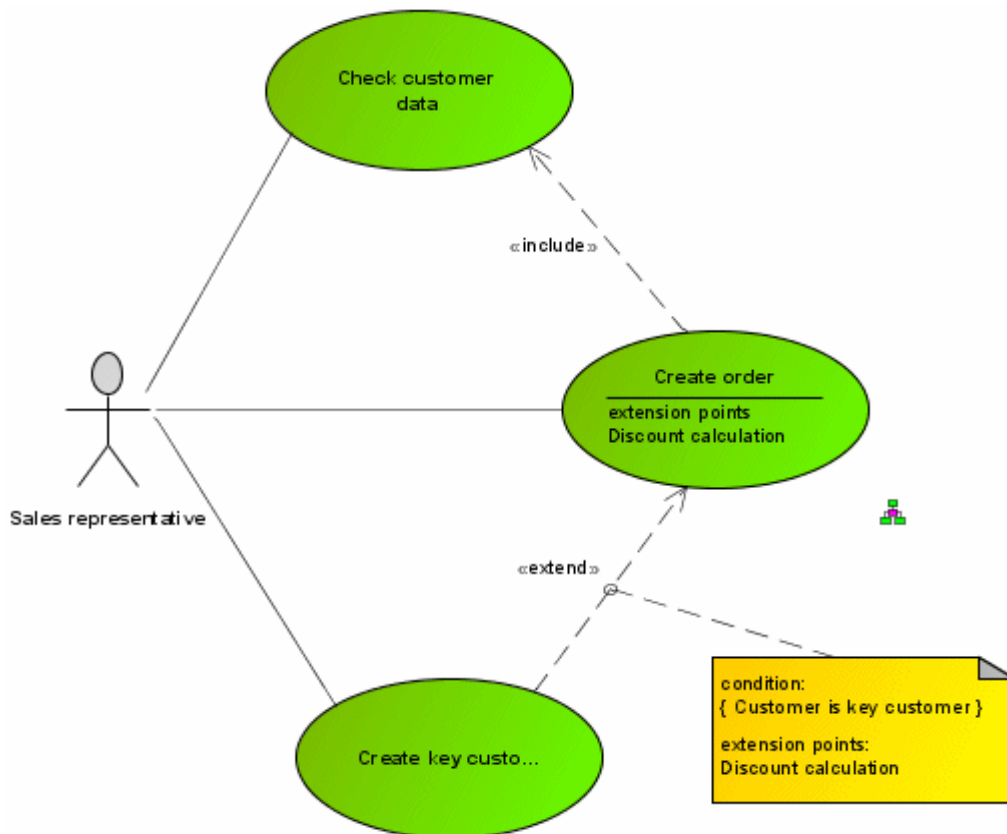 Check customer
data
«include»
Create order
extension points
Discount calculation
Sales representative
«extend»
condition:
{ Customer is key customer }
extension points:
Discount calculation
Create key custo...